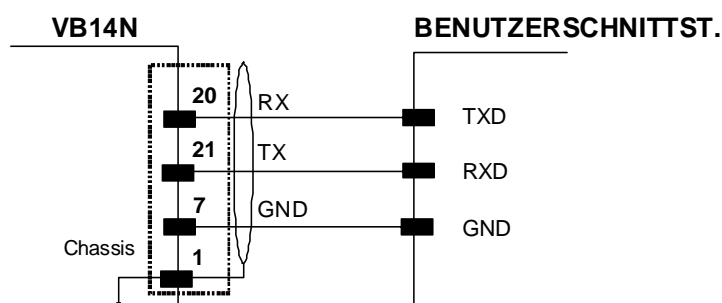 VB14N BENUTZERSCHNITTST.
20 RX TXD
21 TX RXD
7 GND GND
Chassis 1